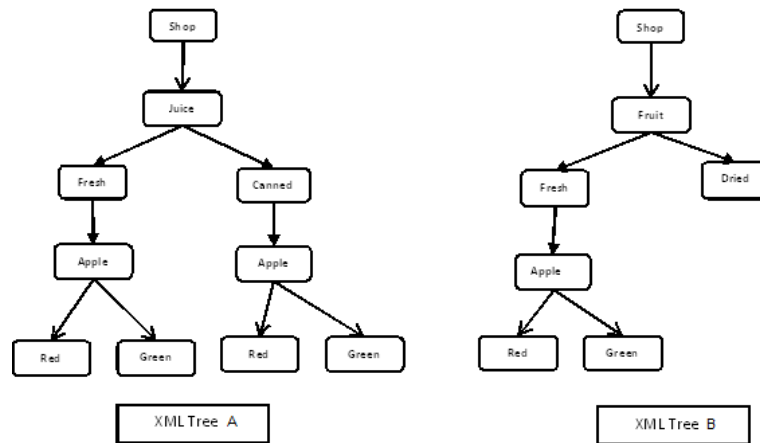 Shop
Shop
Juice
Fruit
Fresh
Canned
Fresh
Dried
Apple
Apple
Apple
Red
Green
Red
Green
Red
Green
XML Tree A
XML Tree B